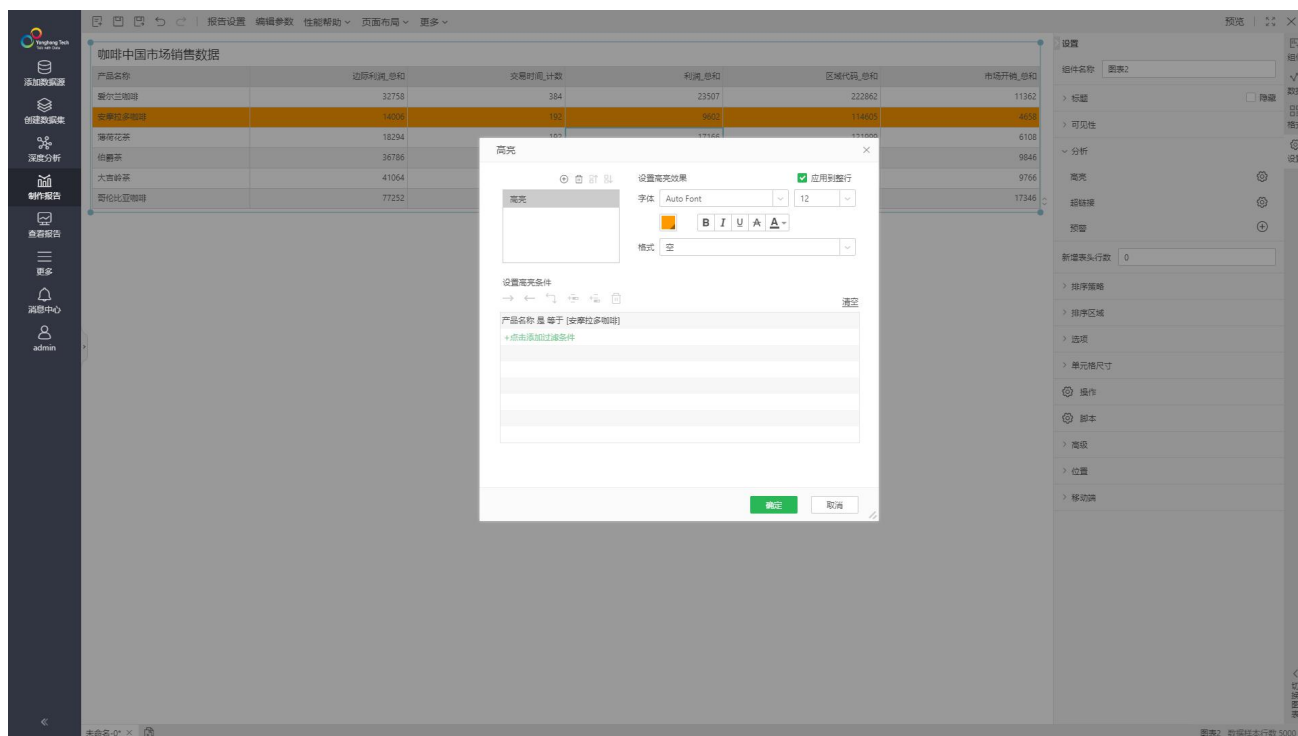 Yonghong Tech
报告设置 编辑参数 性能帮助 页面布局 更多
预览
添加数据源
创建数据集
深度分析
制作报告
查看报告
更多
消息中心
admin
咖啡中国市场销售数据
产品名称 边际利润_总和 交易时间_计数 利润_总和 区域代码_总和 市场开销_总和
爱尔兰咖啡 32758 384 23507 222862 11362
安摩拉多咖啡 14006 192 9602 114605 4658
薄荷花茶 18294 192 17166 6108
伯爵茶 36786 9846
大吉岭茶 41064 9766
哥伦比亚咖啡 77252 17346
高亮
高亮
设置高亮效果 应用到整行
字体 Auto Font 12
B I U A A
格式 空
设置高亮条件
清空
产品名称 是 等于 [安摩拉多咖啡]
+点击添加过滤条件
确定 取消
设置
组件名称 图表2
标题 隐藏
可见性
分析
高亮
超链接
预警
新增表头行数 0
排序策略
排序区域
选项
单元格尺寸
操作
脚本
高级
位置
移动端
未命名-0*
图表2 数据样本行数 5000